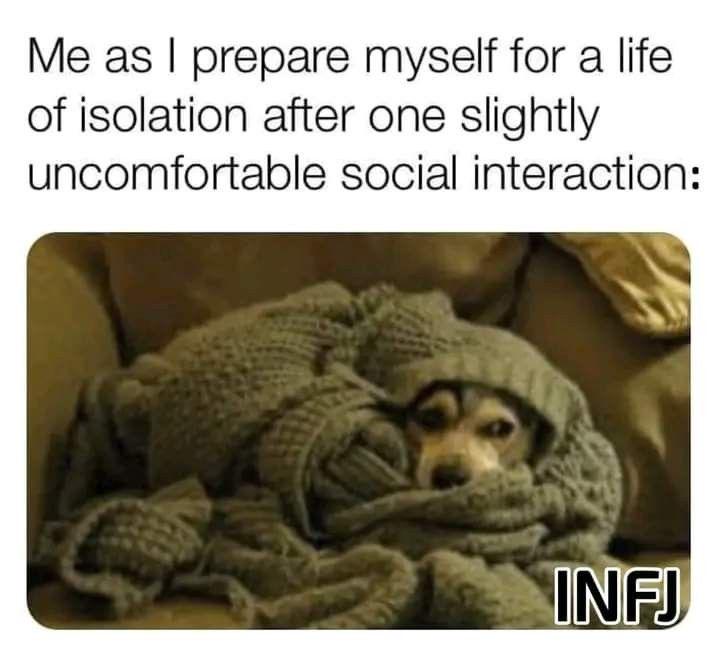 Me as I prepare myself for a life
of isolation after one slightly
uncomfortable social interaction:
INFJ